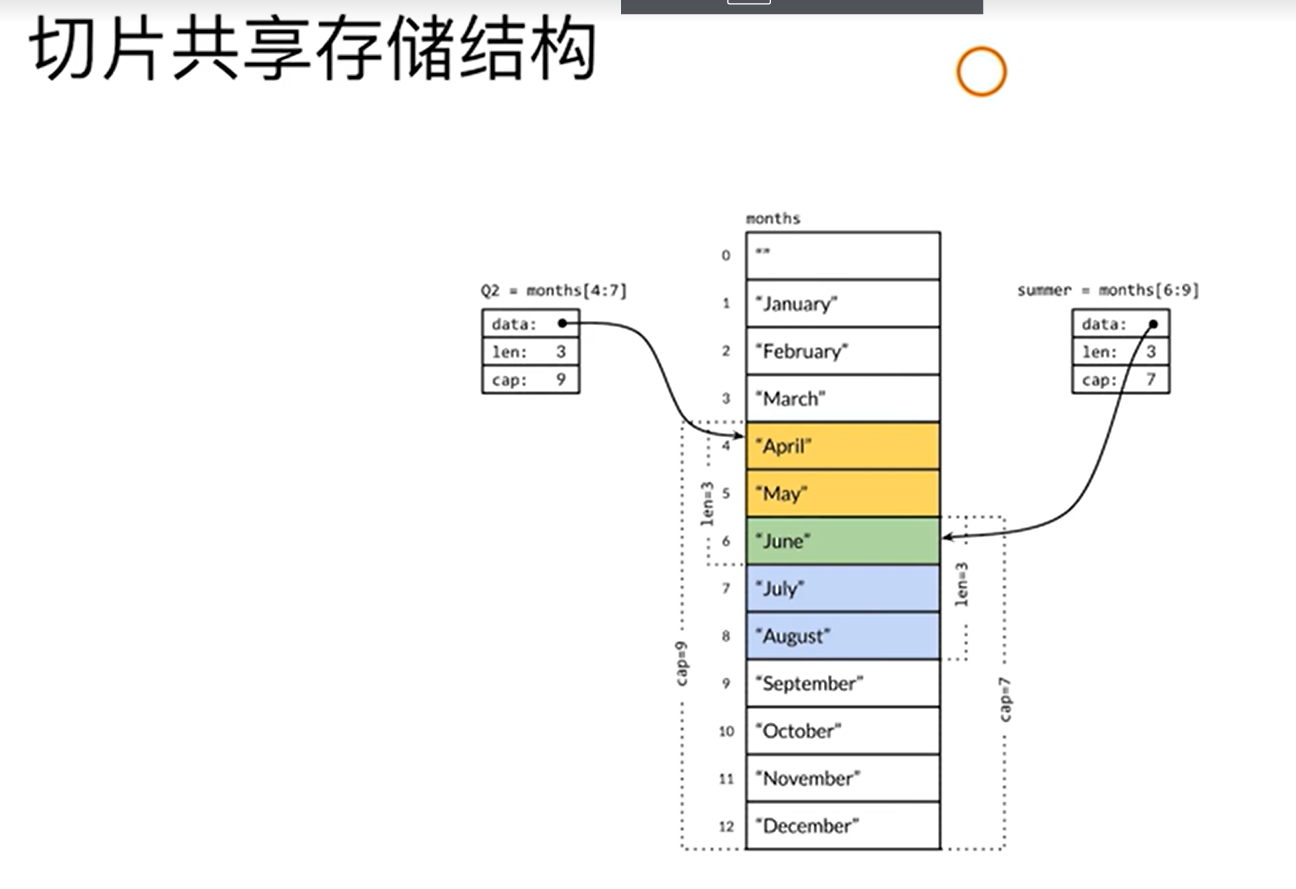 切片共享存储结构
months
0 “”
Q2 = months[4:7]
data:
len: 3
cap: 9
summer = months[6:9]
data:
len: 3
cap: 7
1 “January”
2 “February”
3 “March”
4 “April”
5 “May”
6 “June”
7 “July”
8 “August”
9 “September”
10 “October”
11 “November”
12 “December”
len=3
cap=9
len=3
cap=7